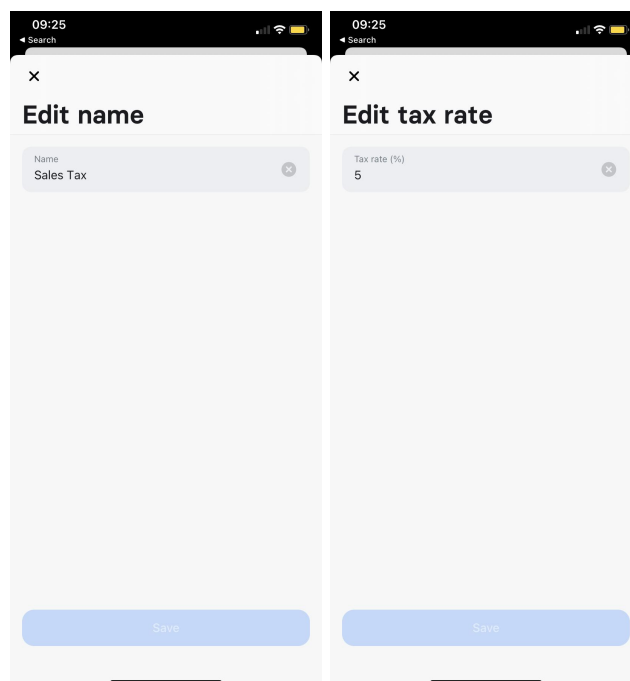 09:25
◀ Search
Edit name
Name
Sales Tax
Save
09:25
◀ Search
Edit tax rate
Tax rate (%)
5
Save